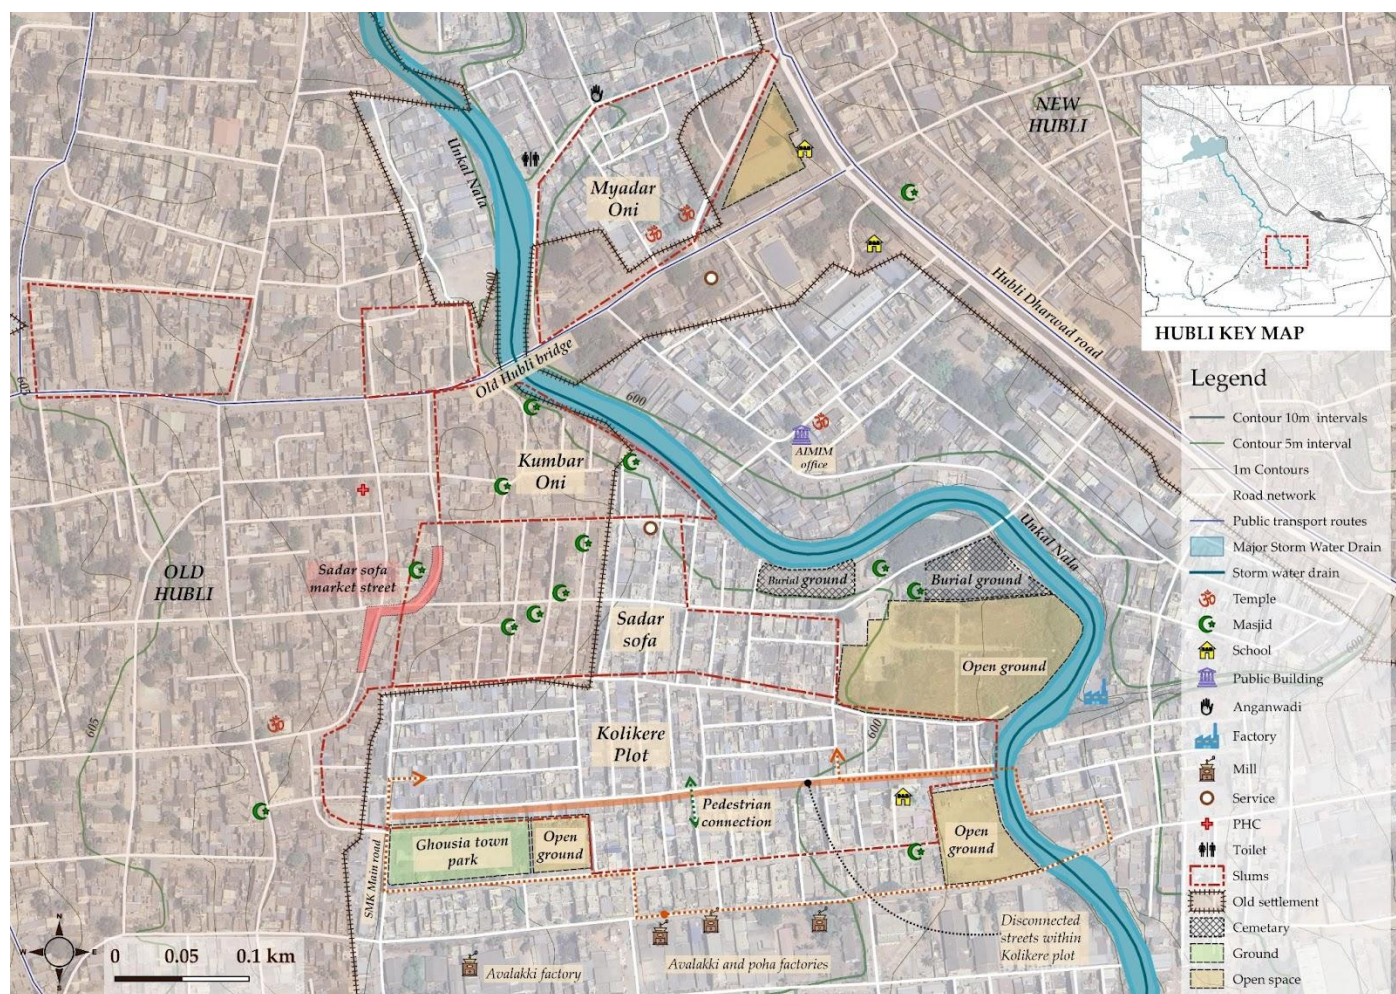 NEW
HUBLI
Unkal Nala
Myadar
Oni
HUBLI KEY MAP
Hubli Dharwad road
Old Hubli bridge
600
605
AIMIM
office
Kumbar
Oni
Unkal Nala
Sadar sofa
market street
OLD
HUBLI
Burial ground
Burial ground
Sadar
sofa
Open ground
600
605
Kolikere
Plot
600
Pedestrian
connection
Ghousia town
park
Open
ground
Open
ground
SMK Main road
Disconnected
streets within
Kolikere plot
Avalakki factory
Avalakki and poha factories
N
E
S
0 0.05 0.1 km
Legend
Contour 10m intervals
Contour 5m interval
1m Contours
Road network
Public transport routes
Major Storm Water Drain
Storm water drain
Temple
Masjid
School
Public Building
Anganwadi
Factory
Mill
Service
PHC
Toilet
Slums
Old settlement
Cemetary
Ground
Open space